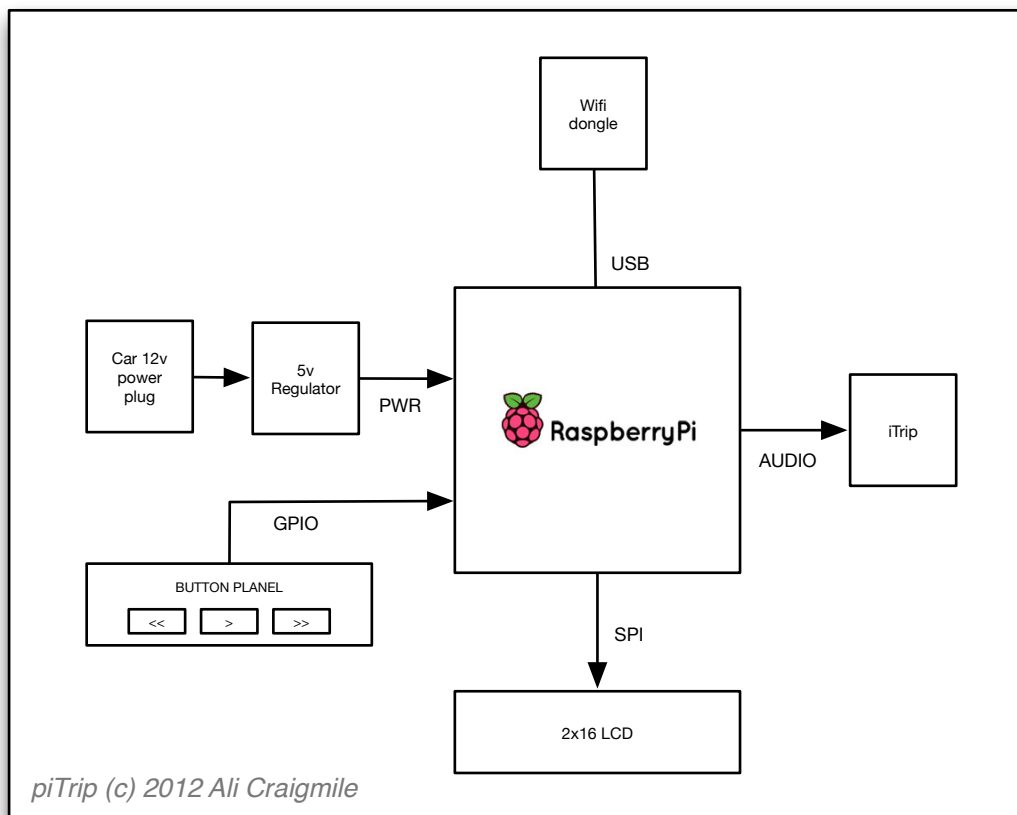 Wifi
dongle
USB
Car 12v
power
plug
5v
Regulator
PWR
RaspberryPi
AUDIO
iTrip
GPIO
BUTTON PLANEL
<< > >>
SPI
2x16 LCD
piTrip (c) 2012 Ali Craigmile